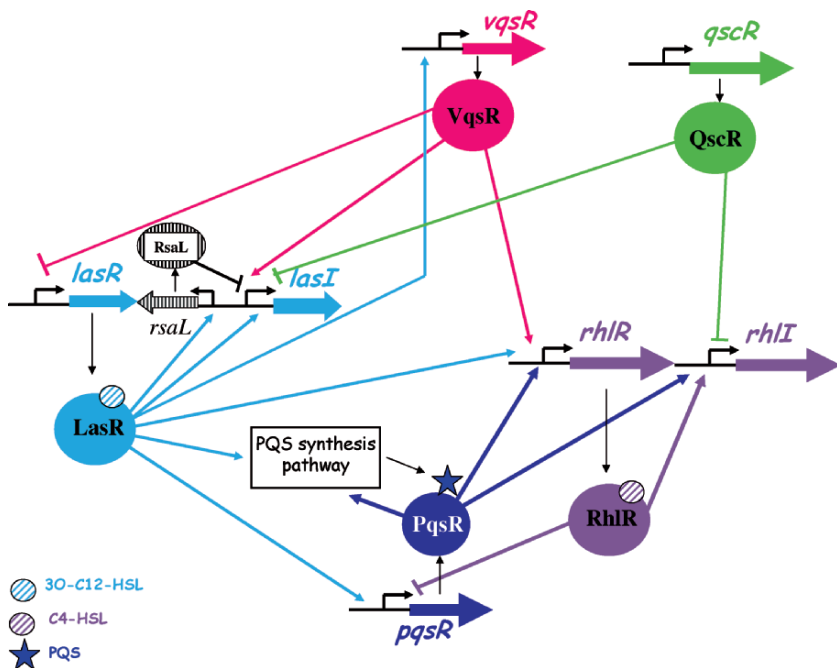 vqsR
qscR
VqsR
QscR
RsaL
lasR
lasI
rsaL
rhlR
rhlI
LasR
PQS synthesis
pathway
PqsR
RhlR
3O-C12-HSL
C4-HSL
PQS
pqsR